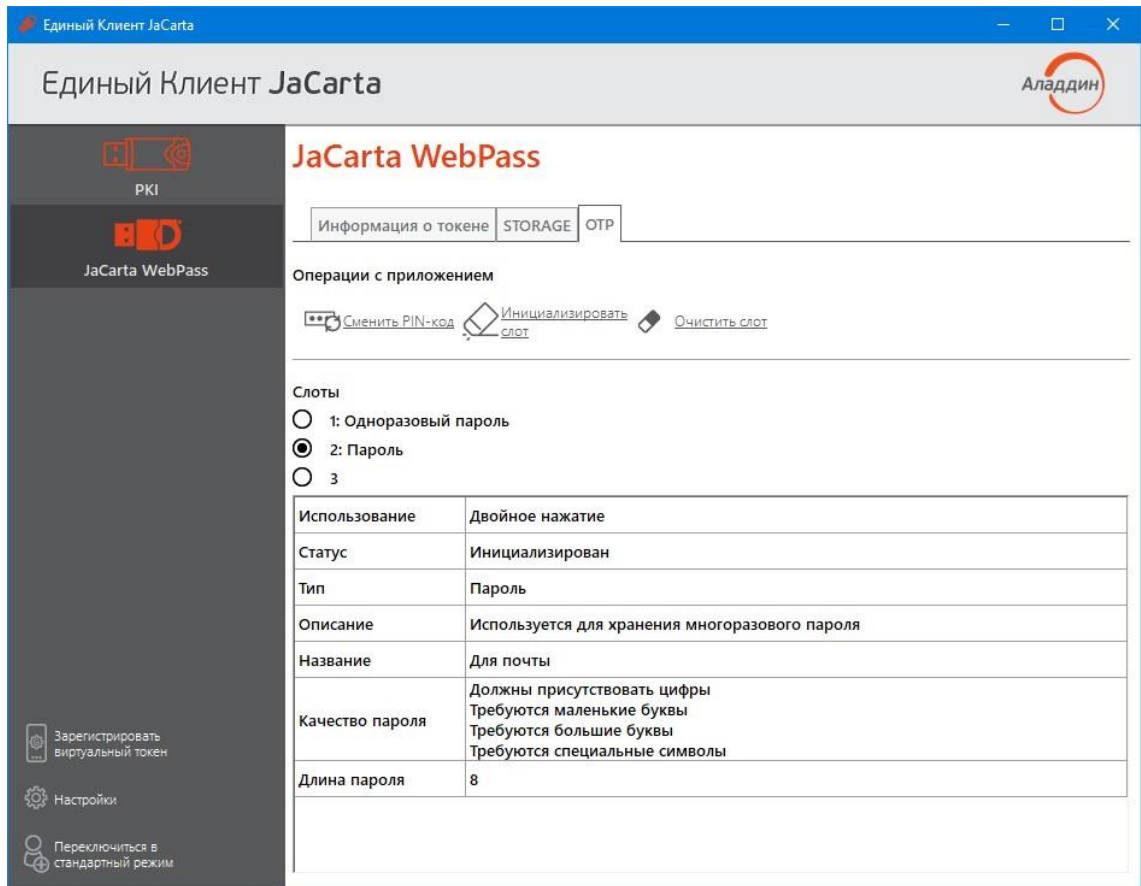 Единый Клиент JaCarta
Единый Клиент JaCarta
Аладдин
PKI
JaCarta WebPass
JaCarta WebPass
Информация о токене STORAGE OTP
Операции с приложением
Сменить PIN-код
Инициализировать
слот
Очистить слот
Слоты
1: Одноразовый пароль
2: Пароль
3
Использование Двойное нажатие
Статус Инициализирован
Тип Пароль
Описание Используется для хранения многоразового пароля
Название Для почты
Качество пароля
Должны присутствовать цифры
Требуются маленькие буквы
Требуются большие буквы
Требуются специальные символы
Длина пароля 8
Зарегистрировать
виртуальный токен
Настройки
Переключиться в
стандартный режим